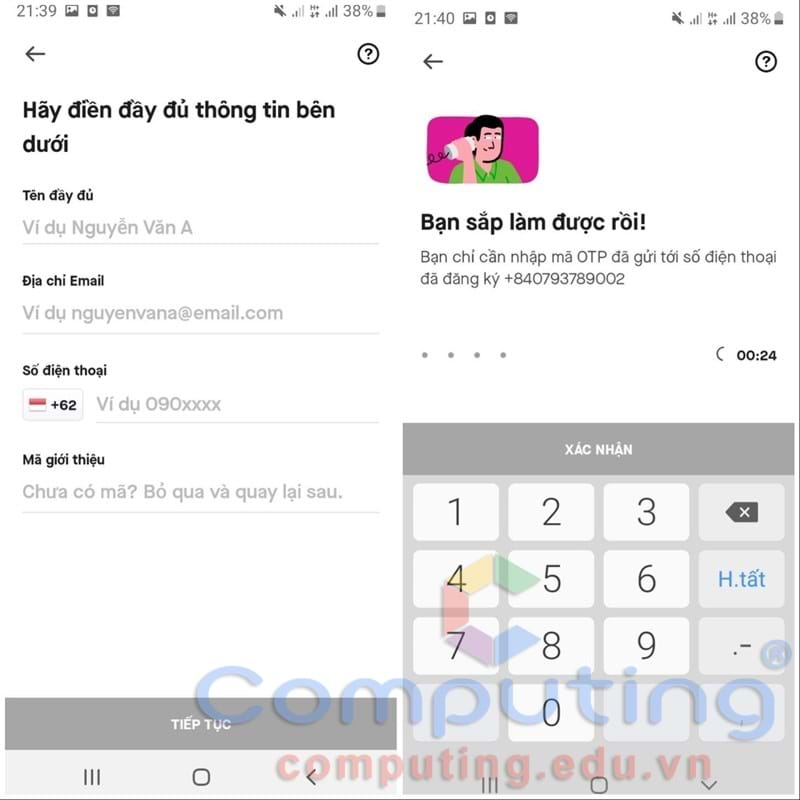 21:39
38%
Hãy điền đầy đủ thông tin bên
dưới
Tên đầy đủ
Ví dụ Nguyễn Văn A
Địa chỉ Email
Ví dụ nguyenvana@email.com
Số điện thoại
+62
Ví dụ 090xxxx
Mã giới thiệu
Chưa có mã? Bỏ qua và quay lại sau.
TIẾP TỤC
21:40
38%
Bạn sắp làm được rồi!
Bạn chỉ cần nhập mã OTP đã gửi tới số điện thoại
đã đăng ký +840793789002
00:24
XÁC NHẬN
1 2 3
4 5 6 H.tất
7 8 9 .-
0 ,
Computing ®
computing.edu.vn